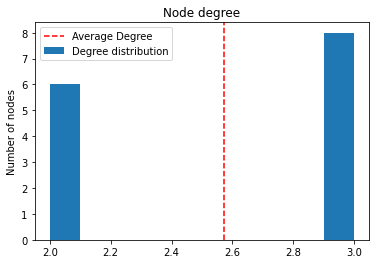 Node degree
Average Degree
Degree distribution
Number of nodes
8
7
6
5
4
3
2
1
0
2.0 2.2 2.4 2.6 2.8 3.0